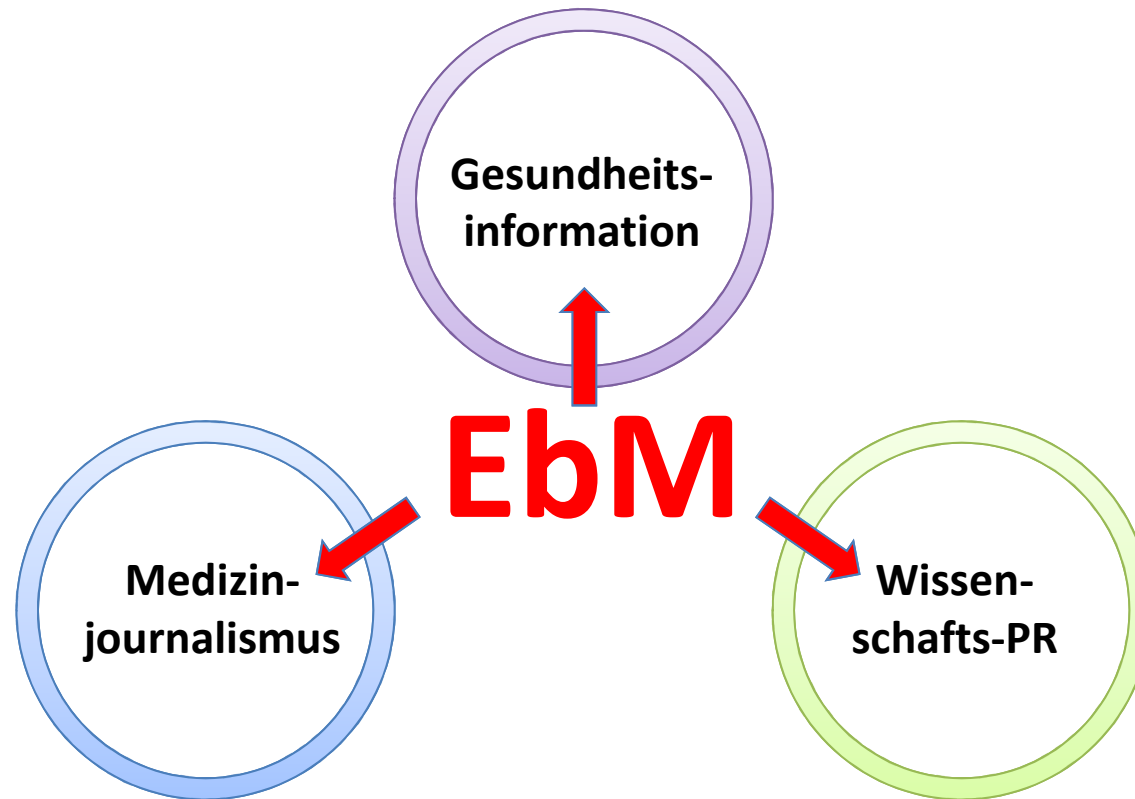 Gesundheits-
information
EbM
Medizin-
journalismus
Wissen-
schafts-PR